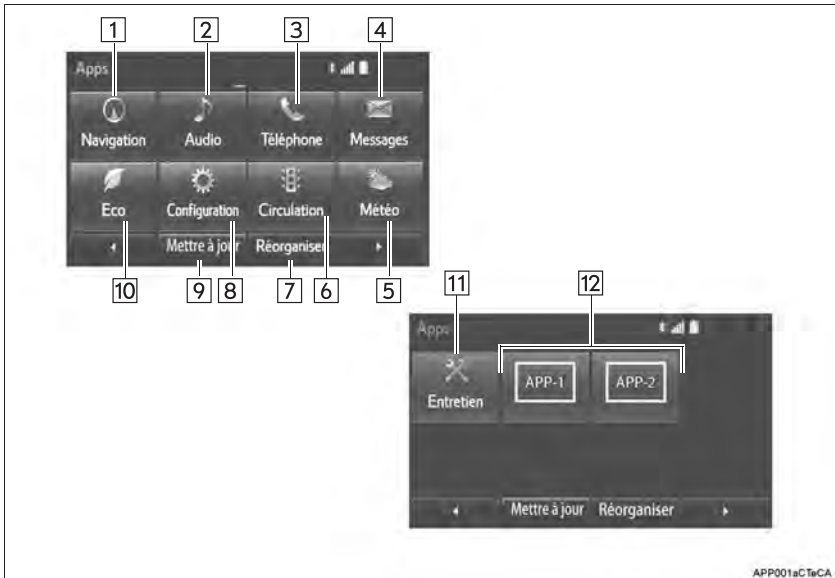 1 2 3 4
Apps
Navigation Audio Téléphone Messages
Eco Configuration Circulation Météo
Mettre à jour Réorganiser
10 9 8 7 6 5
11 12
Apps
Entretien APP-1 APP-2
Mettre à jour Réorganiser
APP001aCTeCA